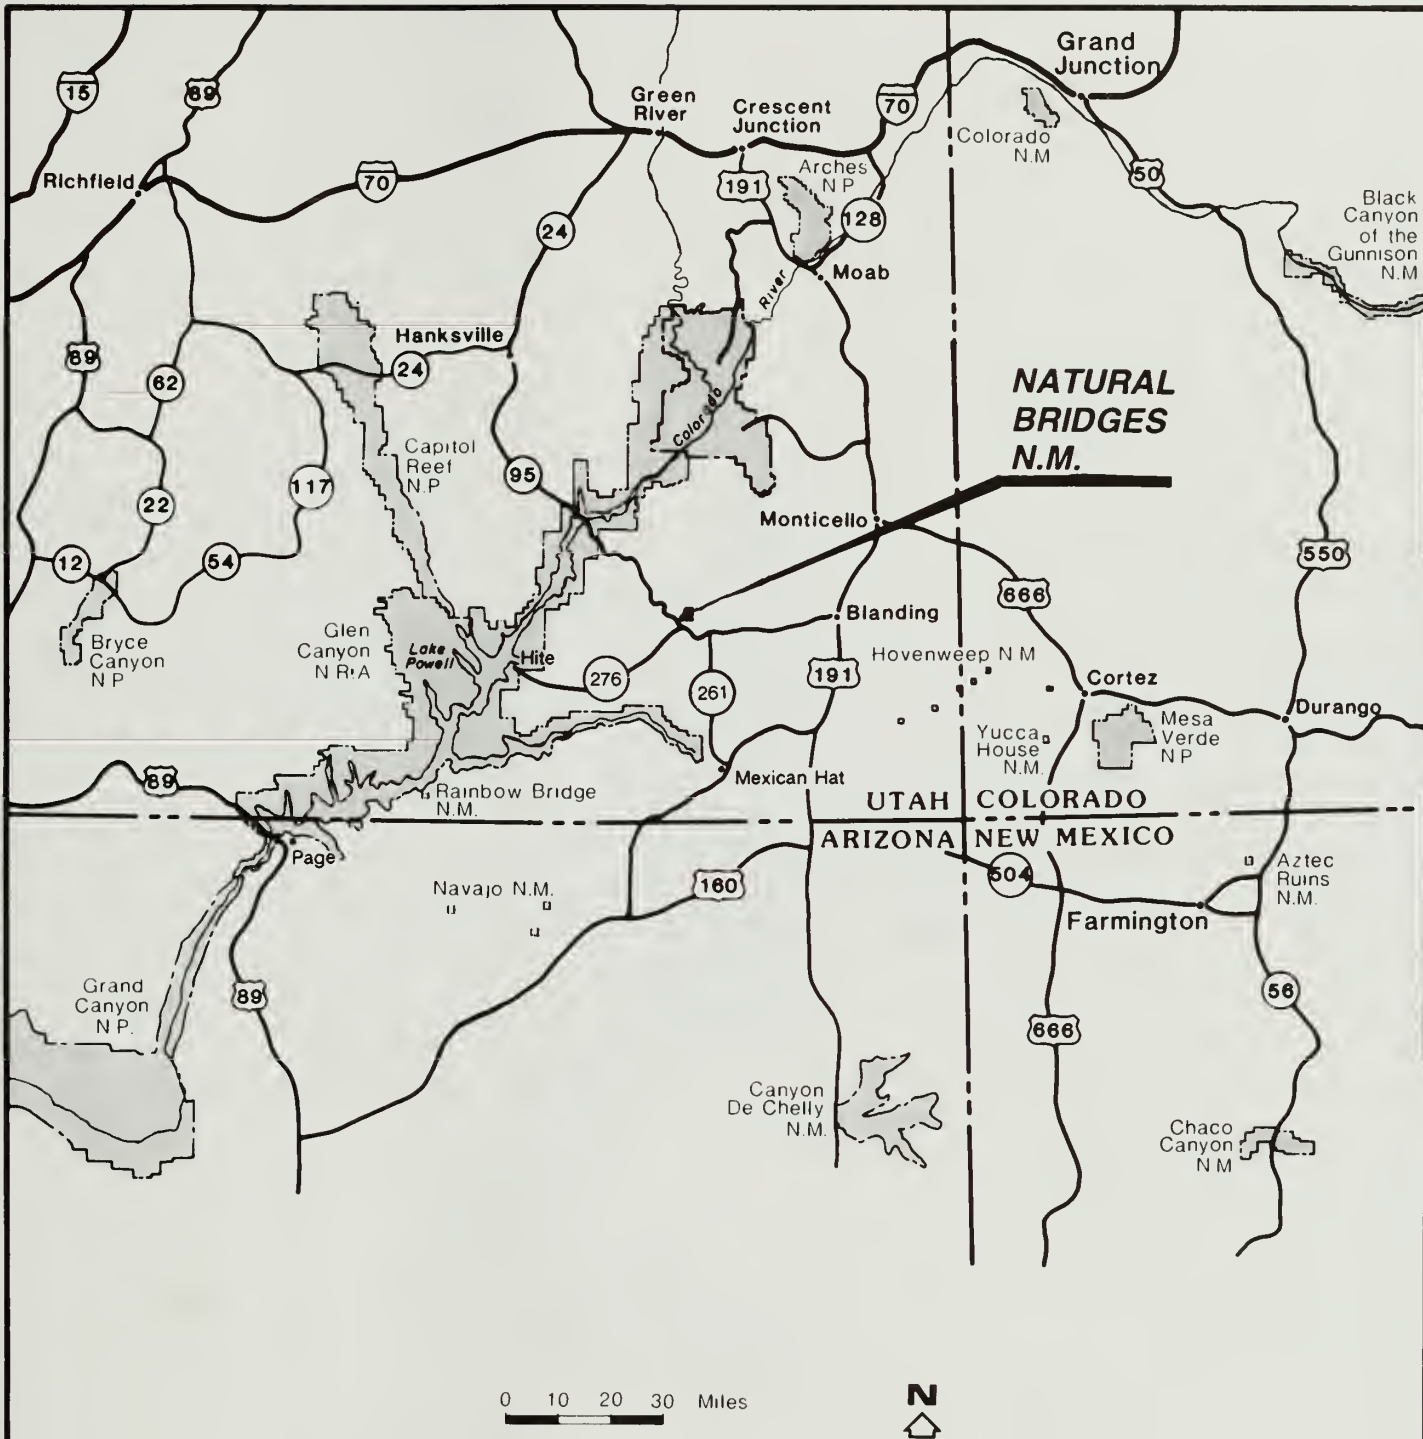 Grand
Junction
15
89
Green
River
Crescent
Junction
70
Colorado
N.M
Richfield
70
191
Arches
N P
128
50
Black
Canyon
of the
Gunnison
N.M
24
River
Moab
Hanksville
24
89
62
Colorado
NATURAL
BRIDGES
N.M.
Capitol
Reef
N.P
95
117
22
Monticello
12
54
550
666
Bryce
Canyon
N P
Glen
Canyon
N R A
Lake
Powell
Hite
276
261
Blanding
191
Hovenweep N M
Cortez
Yucca
House
N.M.
Mesa
Verde
N P
Durango
89
Rainbow Bridge
N.M.
Mexican Hat
UTAH
COLORADO
ARIZONA
NEW MEXICO
Page
Navajo N.M.
160
504
Farmington
Aztec
Ruins
N.M.
Grand
Canyon
N P.
89
666
56
Canyon
De Chelly
N.M.
Chaco
Canyon
N M
0 10 20 30 Miles
N